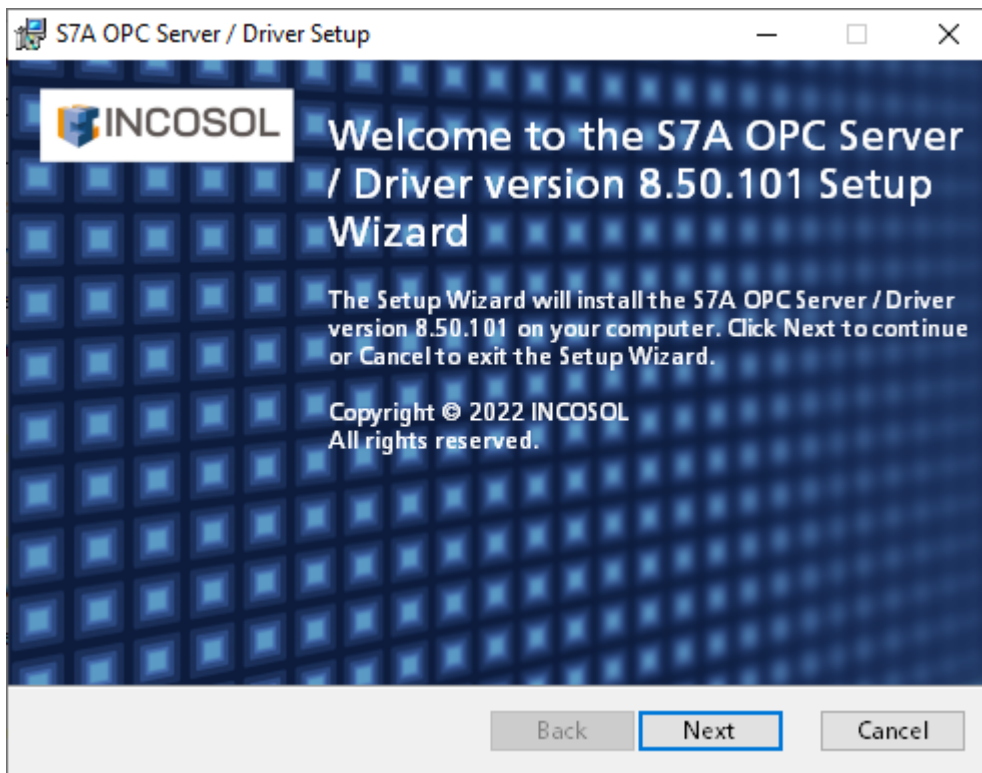 S7A OPC Server / Driver Setup
INCOSOL
Welcome to the S7A OPC Server
/ Driver version 8.50.101 Setup
Wizard
The Setup Wizard will install the S7A OPC Server / Driver
version 8.50.101 on your computer. Click Next to continue
or Cancel to exit the Setup Wizard.
Copyright © 2022 INCOSOL
All rights reserved.
Back
Next
Cancel